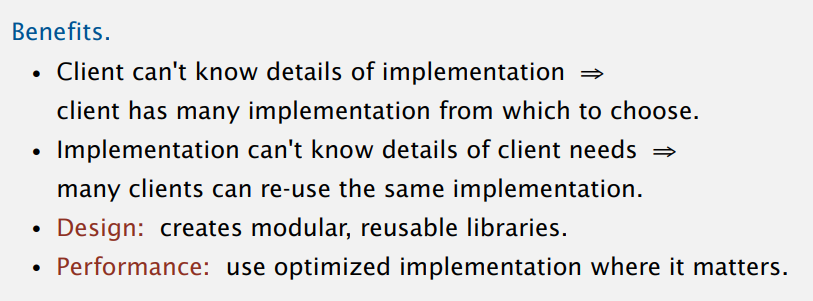 Benefits.
• Client can't know details of implementation ⇒
client has many implementation from which to choose.
• Implementation can't know details of client needs ⇒
many clients can re-use the same implementation.
• Design: creates modular, reusable libraries.
• Performance: use optimized implementation where it matters.